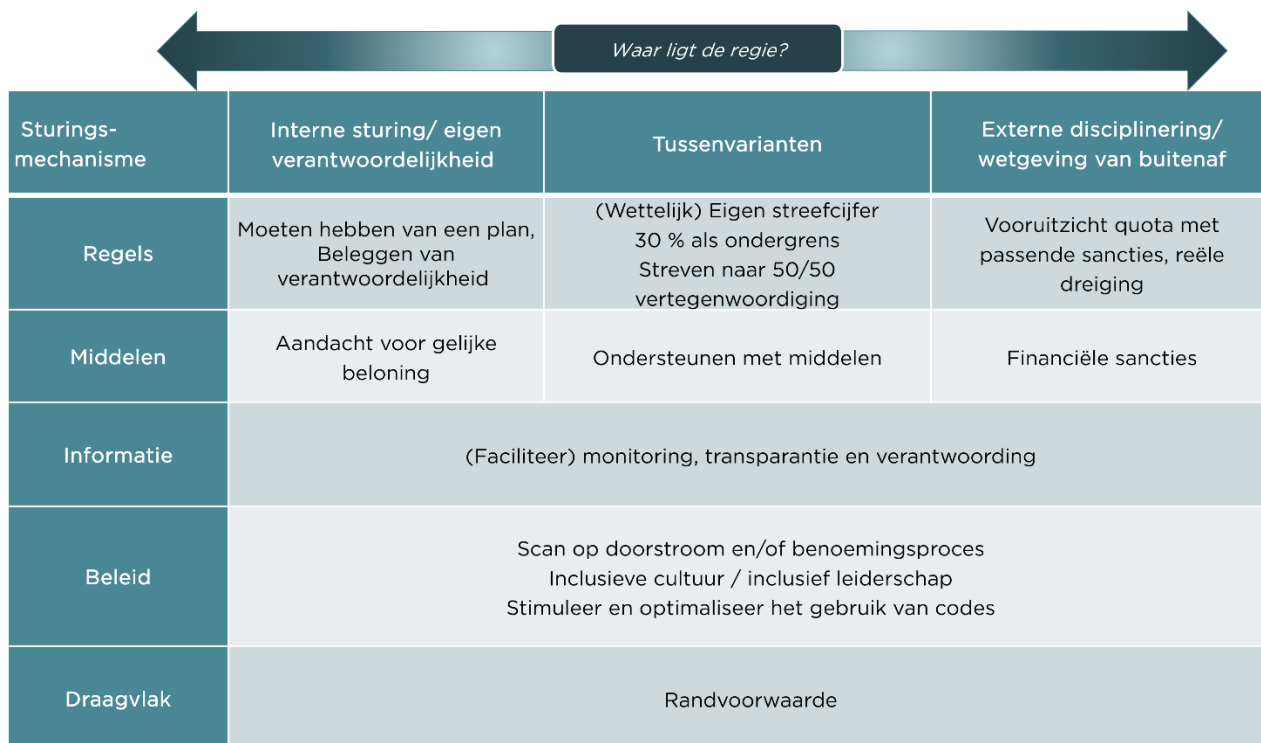 Waar ligt de regie?
Sturings-
mechanisme
Interne sturing/ eigen
verantwoordelijkheid
Tussenvarianten
Externe disciplinering/
wetgeving van buitenaf
Regels
Moeten hebben van een plan,
Beleggen van
verantwoordelijkheid
(Wettelijk) Eigen streefcijfer
30 % als ondergrens
Streven naar 50/50
vertegenwoordiging
Vooruitzicht quota met
passende sancties, reële
dreiging
Middelen
Aandacht voor gelijke
beloning
Ondersteunen met middelen
Financiële sancties
Informatie
(Faciliteer) monitoring, transparantie en verantwoording
Beleid
Scan op doorstroom en/of benoemingsproces
Inclusieve cultuur / inclusief leiderschap
Stimuleer en optimaliseer het gebruik van codes
Draagvlak
Randvoorwaarde